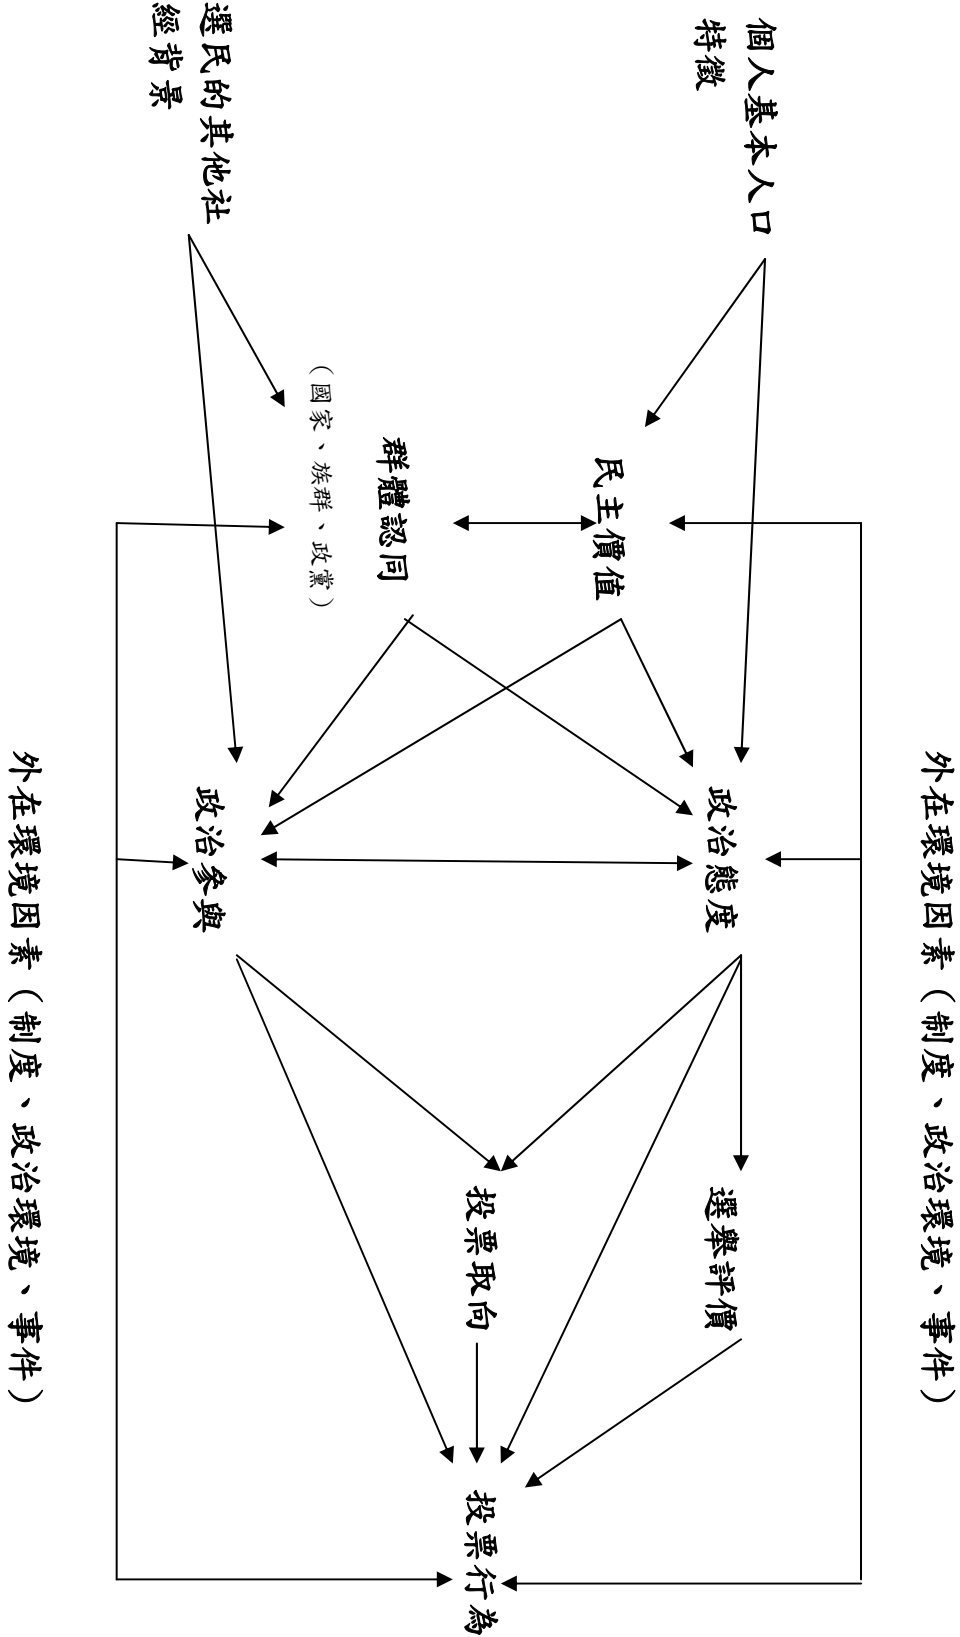 外在環境因素（制度、政治環境、事件）
個人基本人口
特徵
民主價值
政治態度
選舉評價
群體認同
（國家、族群、政黨）
投票取向
投票行為
選民的其他社
經背景
政治參與
外在環境因素（制度、政治環境、事件）